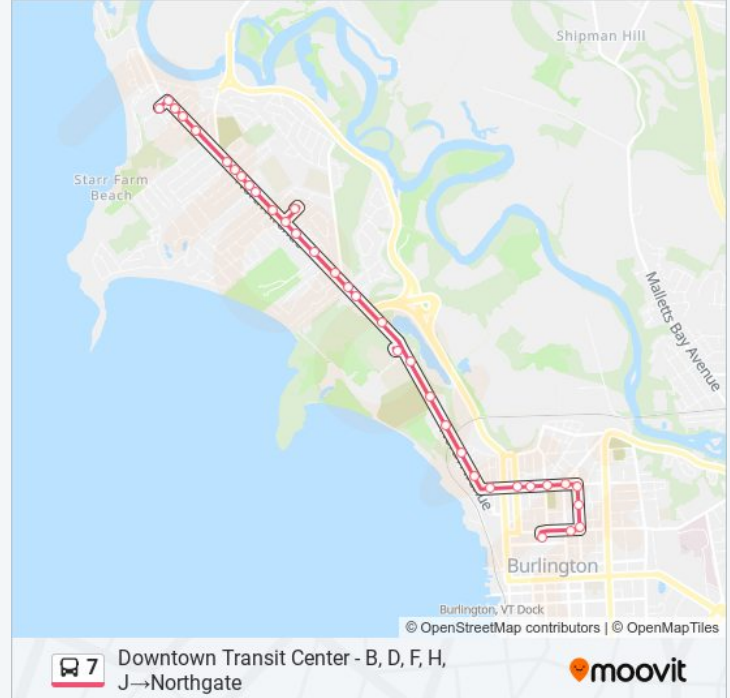 Shipman Hill
Starr Farm
Beach
Malletts Bay Avenue
Burlington
Burlington, VT Dock
© OpenStreetMap contributors | © OpenMapTiles
7
Downtown Transit Center - B, D, F, H,
J→Northgate
moovit